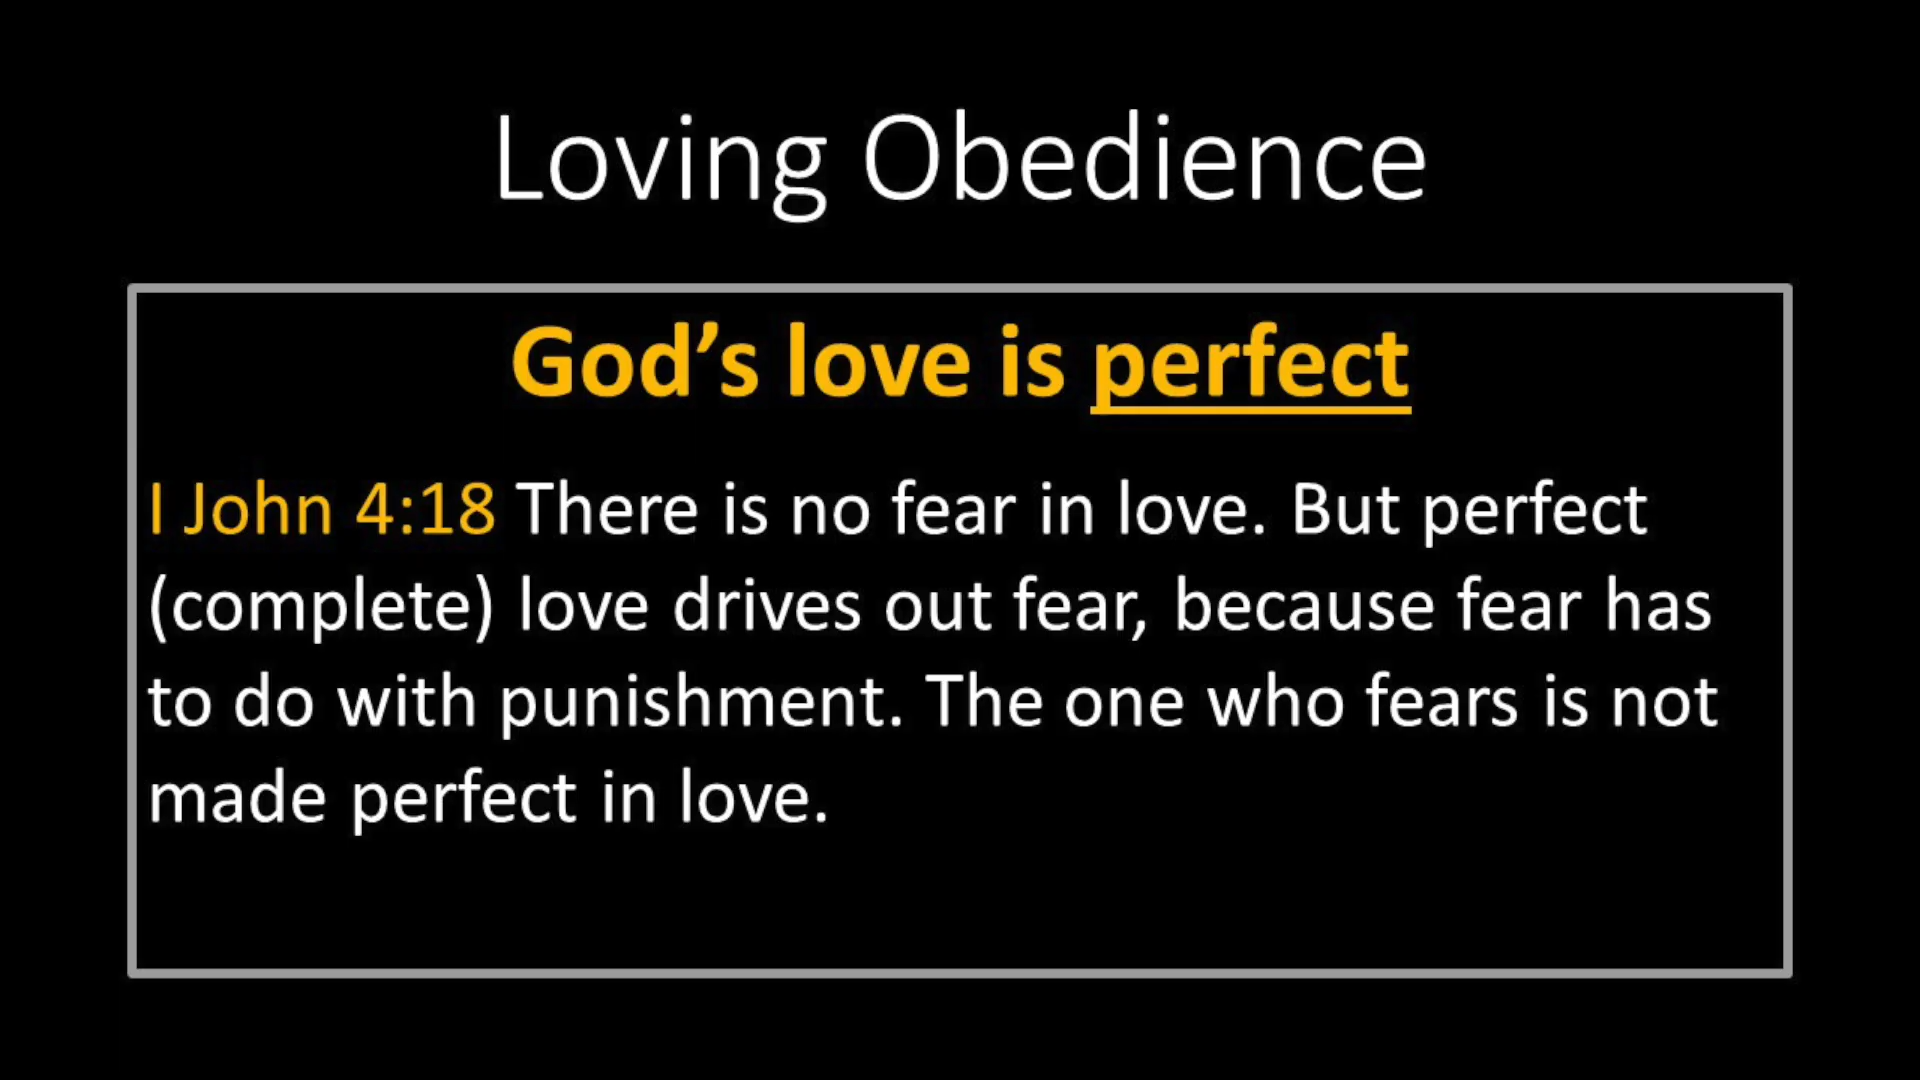 Loving Obedience
God’s love is perfect
I John 4:18 There is no fear in love. But perfect
(complete) love drives out fear, because fear has
to do with punishment. The one who fears is not
made perfect in love.